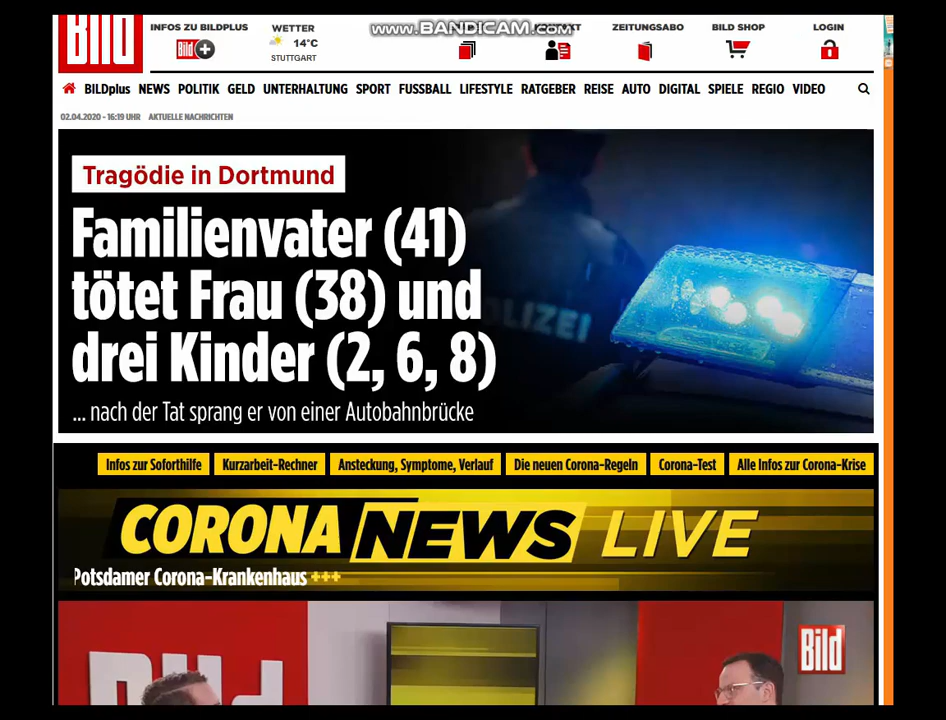 Bild
INFOS ZU BILDPLUS
Bild+
WETTER
14°C
STUTTGART
www.BANDICAM.com
ZEITUNGSABO
BILD SHOP
LOGIN
BILDplus NEWS POLITIK GELD UNTERHALTUNG SPORT FUSSBALL LIFESTYLE RATGEBER REISE AUTO DIGITAL SPIELE REGIO VIDEO
02.04.2020 - 16:19 UHR AKTUELLE NACHRICHTEN
Tragödie in Dortmund
Familienvater (41)
tötet Frau (38) und
drei Kinder (2, 6, 8)
... nach der Tat sprang er von einer Autobahnbrücke
POLIZEI
Infos zur Soforthilfe Kurzarbeit-Rechner Ansteckung, Symptome, Verlauf Die neuen Corona-Regeln Corona-Test Alle Infos zur Corona-Krise
CORONA NEWS LIVE
Potsdamer Corona-Krankenhaus +++
Bild
Bild